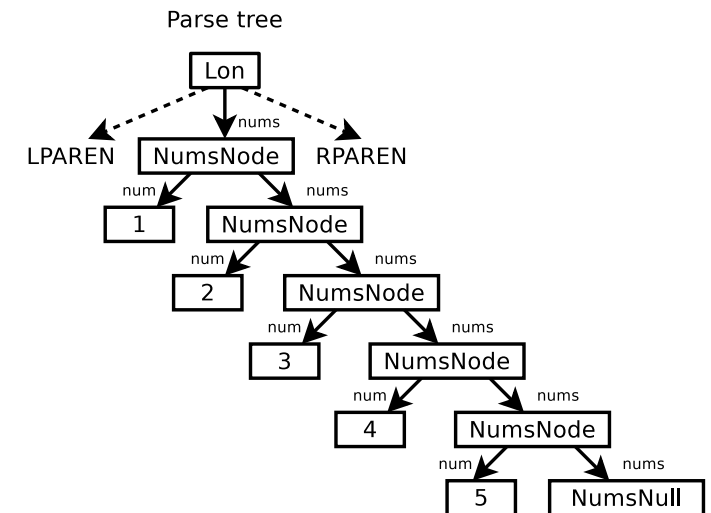 Parse tree
Lon
nums
LPAREN NumsNode RPAREN
num nums
1 NumsNode
num nums
2 NumsNode
num nums
3 NumsNode
num nums
4 NumsNode
num nums
5 NumsNull